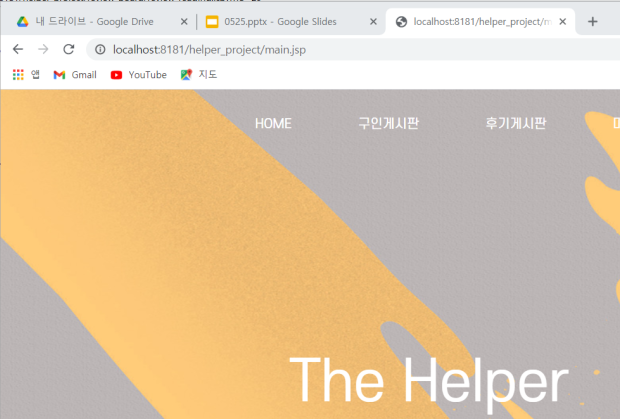 내 드라이브 - Google Drive
0525.pptx - Google Slides
localhost:8181/helper_project/m
localhost:8181/helper_project/main.jsp
앱 Gmail YouTube 지도
HOME 구인게시판 후기게시판
The Helper